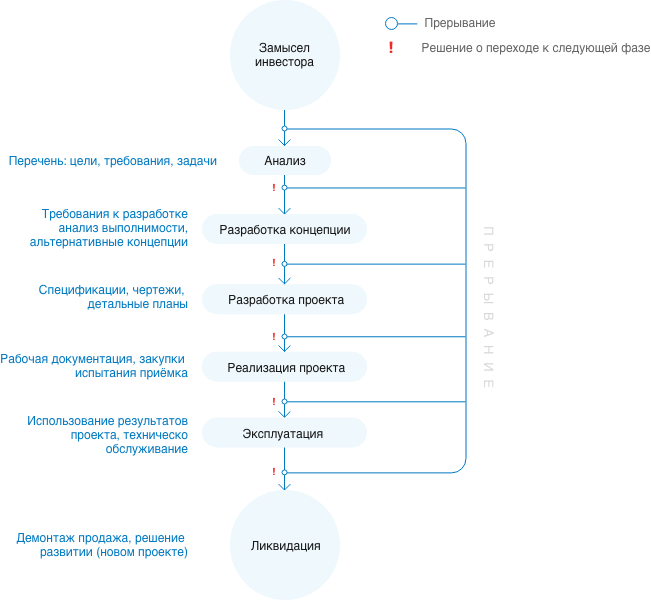 Замысел
инвестора
Прерывание
! Решение о переходе к следующей фазе
Перечень: цели, требования, задачи
Анализ
!
Требования к разработке
анализ выполнимости,
альтернативные концепции
Разработка концепции
!
Спецификации, чертежи,
детальные планы
Разработка проекта
!
Рабочая документация, закупки
испытания приёмка
Реализация проекта
!
Использование результатов
проекта, техническо
обслуживание
Эксплуатация
!
Демонтаж продажа, решение
развитии (новом проекте)
Ликвидация
ПРЕРЫВАНИЕ